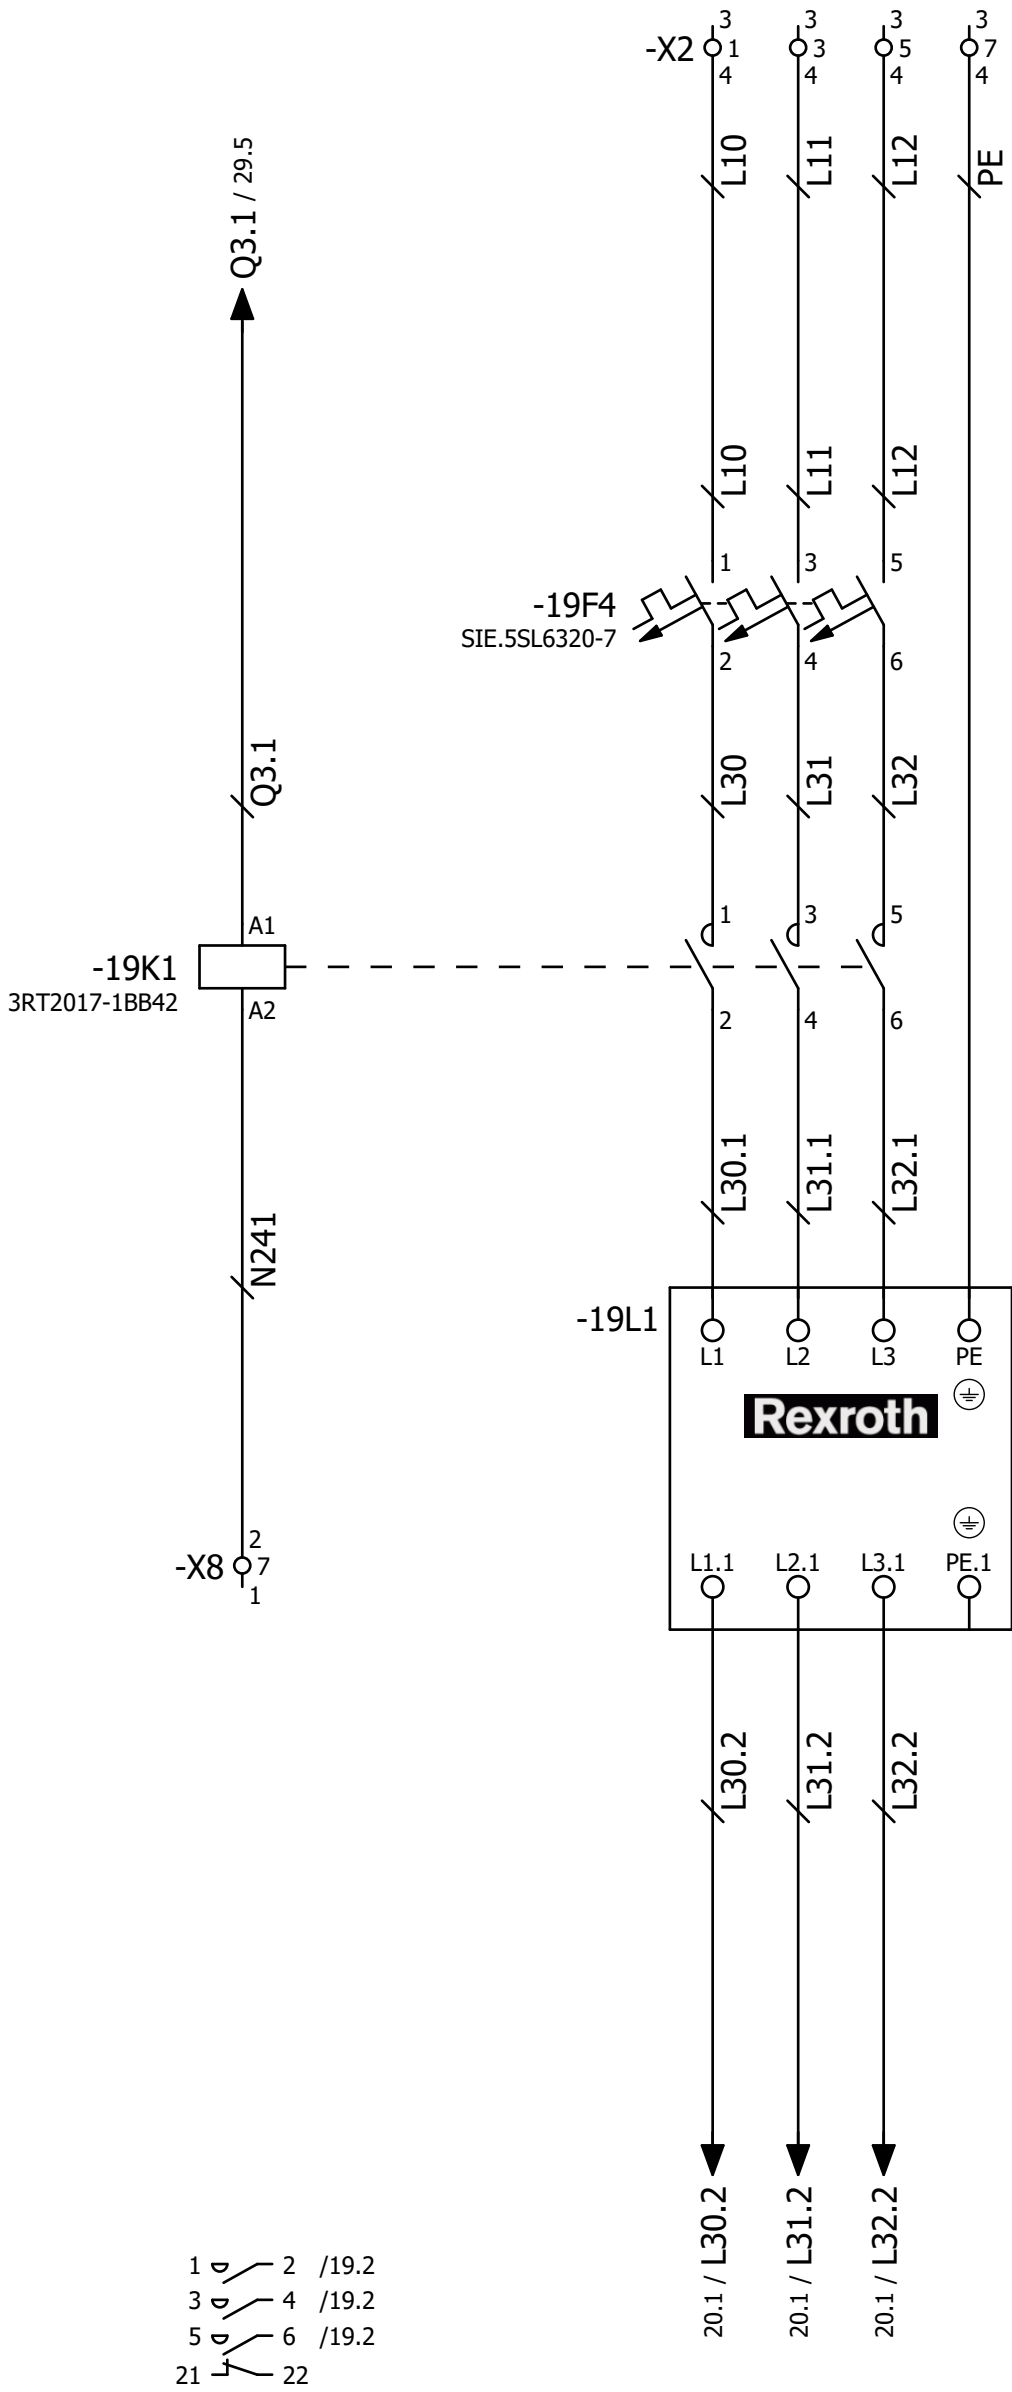 3 3 3 3
-X2 1 3 5 7
4 4 4 4
L10 L11 L12 PE
Q3.1 / 29.5
L10 L11 L12
1 3 5
-19F4
SIE.5SL6320-7
2 4 6
Q3.1
L30 L31 L32
A1 1 3 5
-19K1
3RT2017-1BB42
A2 2 4 6
L30.1 L31.1 L32.1
N241
-19L1
L1 L2 L3 PE
Rexroth
2
-X8 7
1
L1.1 L2.1 L3.1 PE.1
L30.2 L31.2 L32.2
20.1 / L30.2
20.1 / L31.2
20.1 / L32.2
1 2 /19.2
3 4 /19.2
5 6 /19.2
21 22